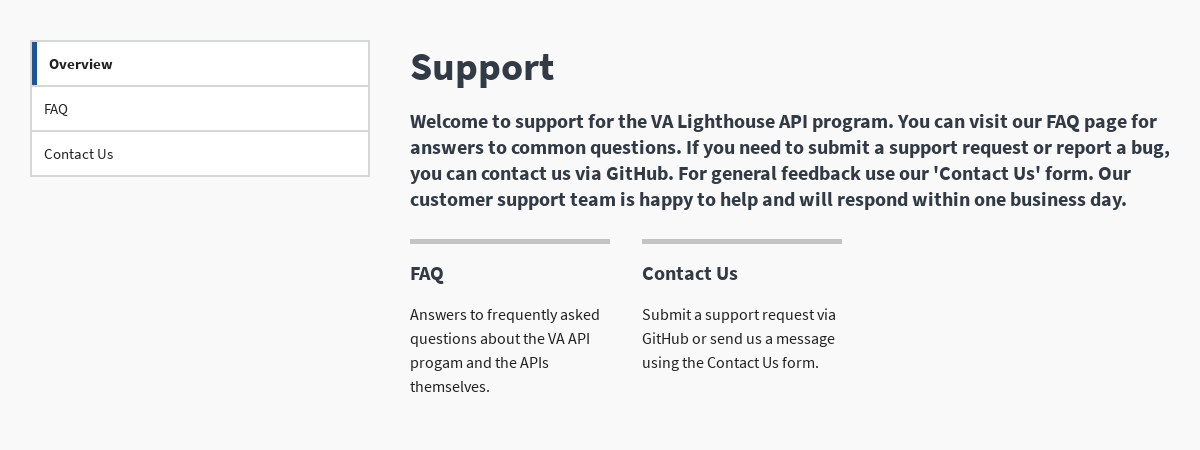 Overview
FAQ
Contact Us
Support
Welcome to support for the VA Lighthouse API program. You can visit our FAQ page for
answers to common questions. If you need to submit a support request or report a bug,
you can contact us via GitHub. For general feedback use our 'Contact Us' form. Our
customer support team is happy to help and will respond within one business day.
FAQ
Answers to frequently asked
questions about the VA API
progam and the APIs
themselves.
Contact Us
Submit a support request via
GitHub or send us a message
using the Contact Us form.